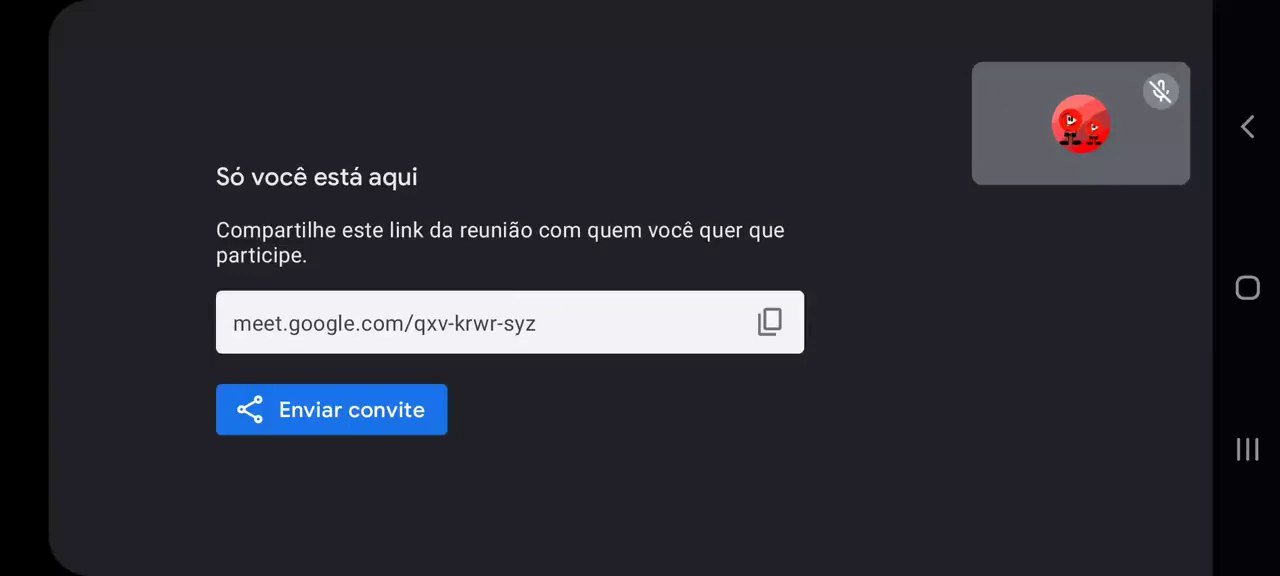 Só você está aqui
Compartilhe este link da reunião com quem você quer que
participe.
meet.google.com/qxv-krwr-syz
Enviar convite